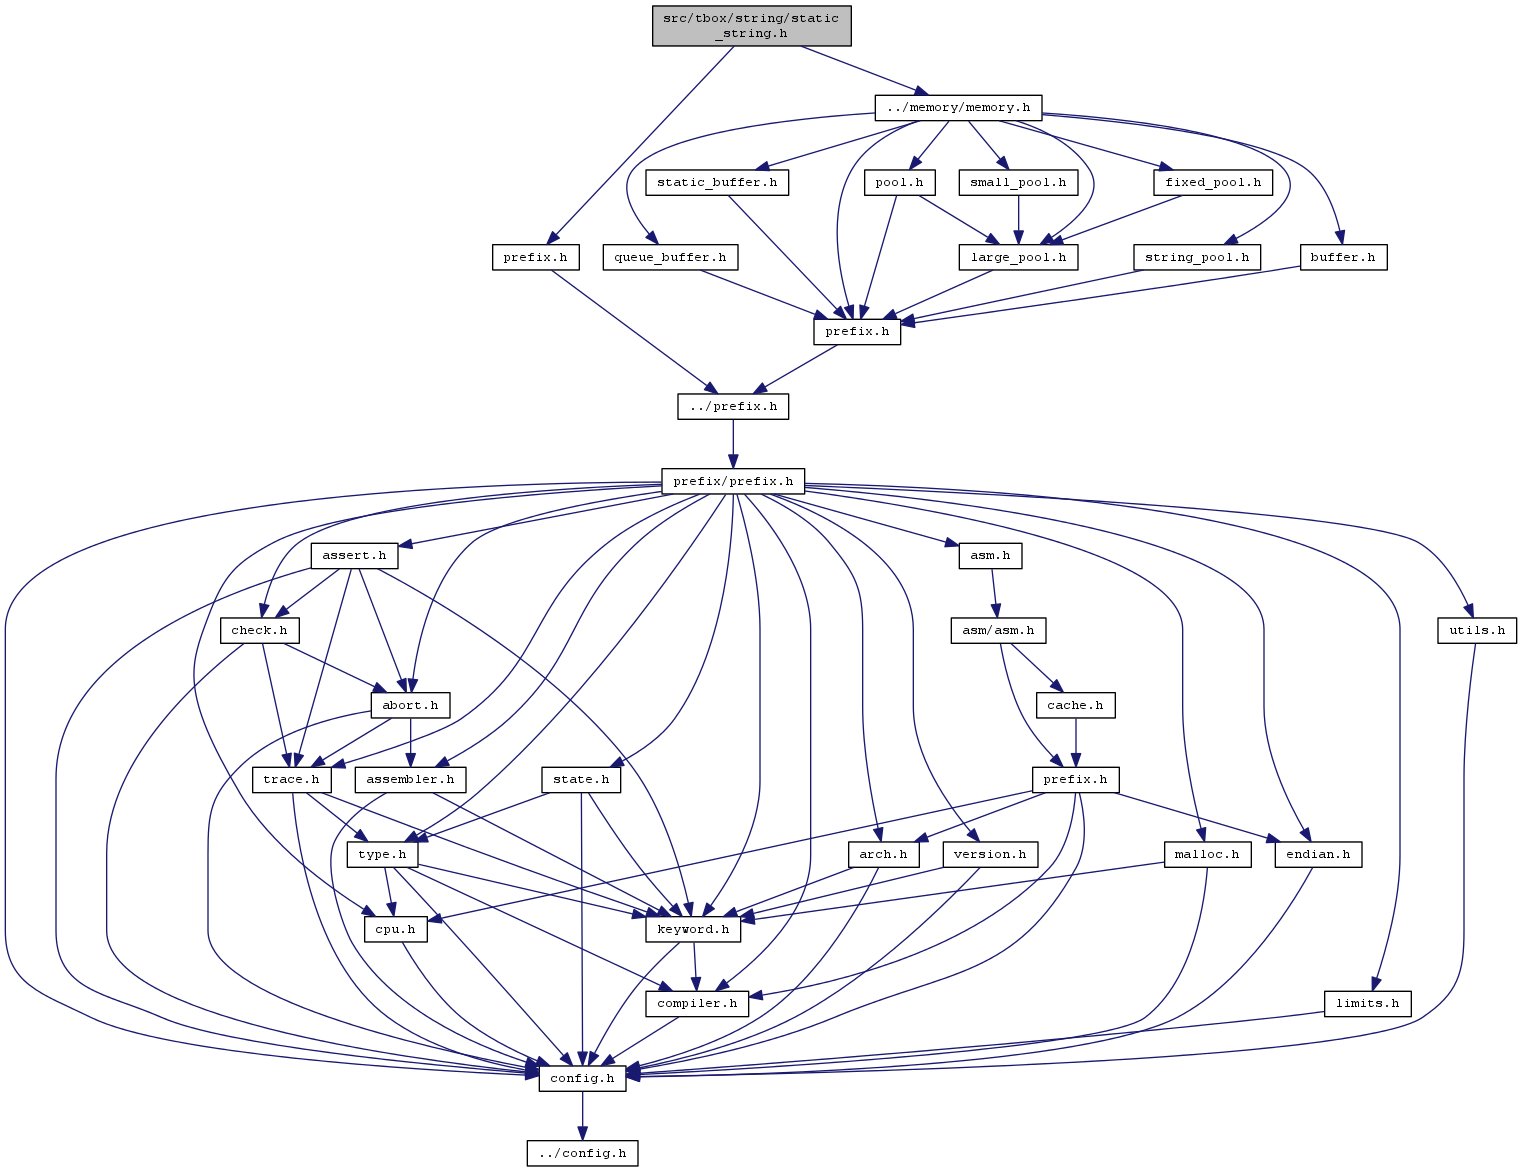 src/tbox/string/static
_string.h
../memory/memory.h
static_buffer.h
pool.h
small_pool.h
fixed_pool.h
prefix.h
queue_buffer.h
large_pool.h
string_pool.h
buffer.h
prefix.h
../prefix.h
prefix/prefix.h
assert.h
asm.h
check.h
asm/asm.h
utils.h
abort.h
cache.h
trace.h
assembler.h
state.h
prefix.h
type.h
arch.h
version.h
malloc.h
endian.h
cpu.h
keyword.h
compiler.h
limits.h
config.h
../config.h